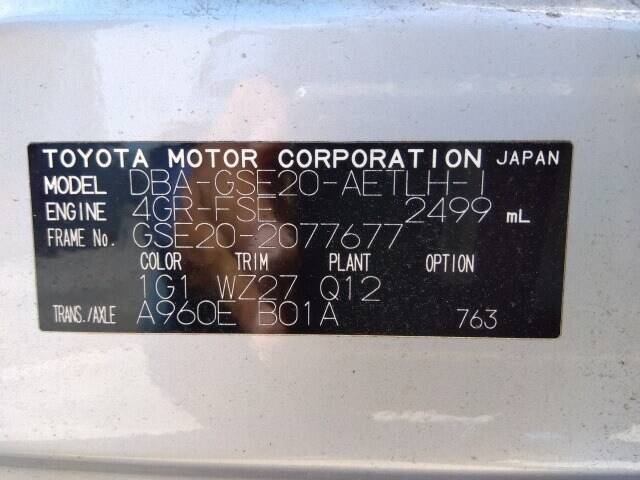 TOYOTA MOTOR CORPORATION JAPAN
MODEL DBA-GSE20-AETLH-I
ENGINE 4GR-FSE 2499 mL
FRAME No. GSE20-2077677
COLOR TRIM PLANT OPTION
1G1 WZ27 Q12
TRANS./AXLE A960E B01A 763